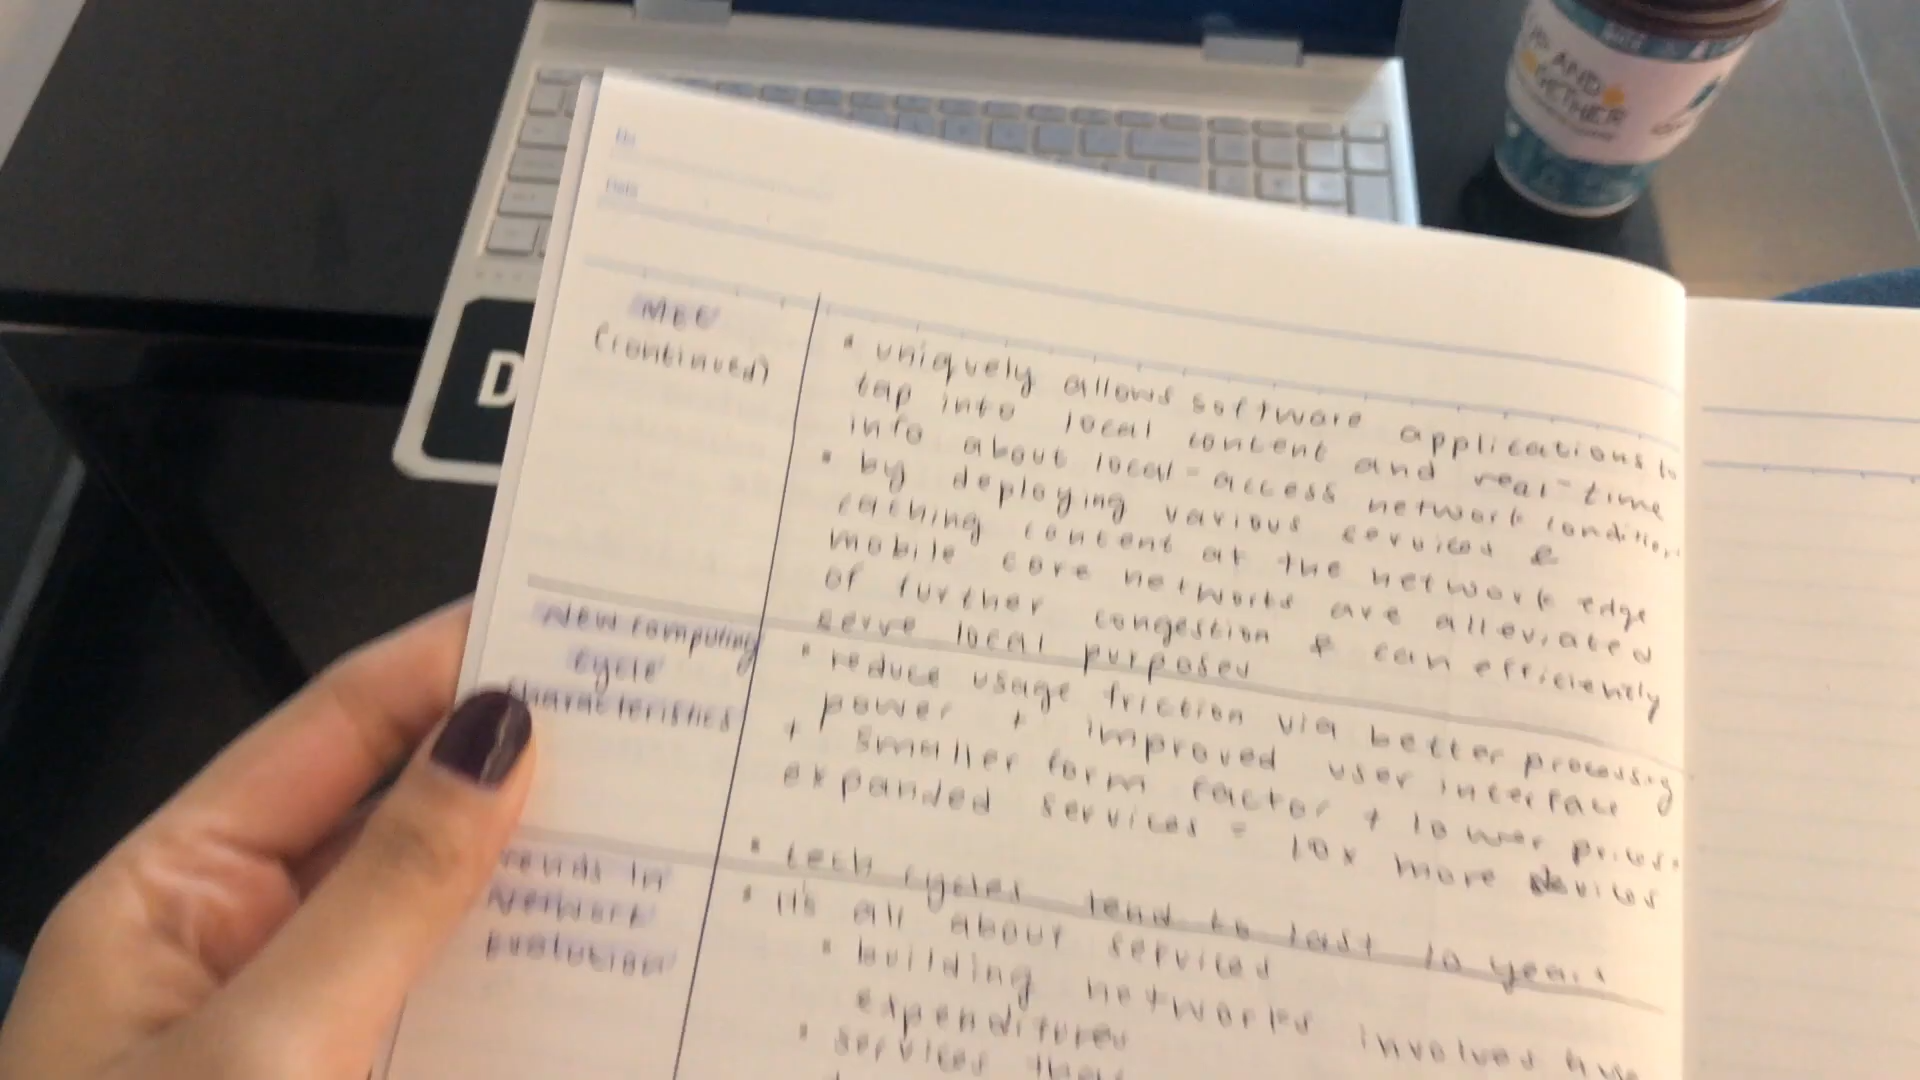 No.
Date
MEC
(continued)
• uniquely allows software applications to
tap into local content and real-time
info about local-access network conditions
• by deploying various services &
caching content at the network edge
mobile core networks are alleviated
of further congestion & can efficiently
serve local purposes
New computing
cycle
characteristics
• reduce usage friction via better processing
power + improved user interface
+ smaller form factor + lower prices +
expanded services = 10x more devices
• tech cycles tend to last 10 years
Trends in
Network
Evolution
• it's all about services
• building networks involves
expenditures
• services
AND
D